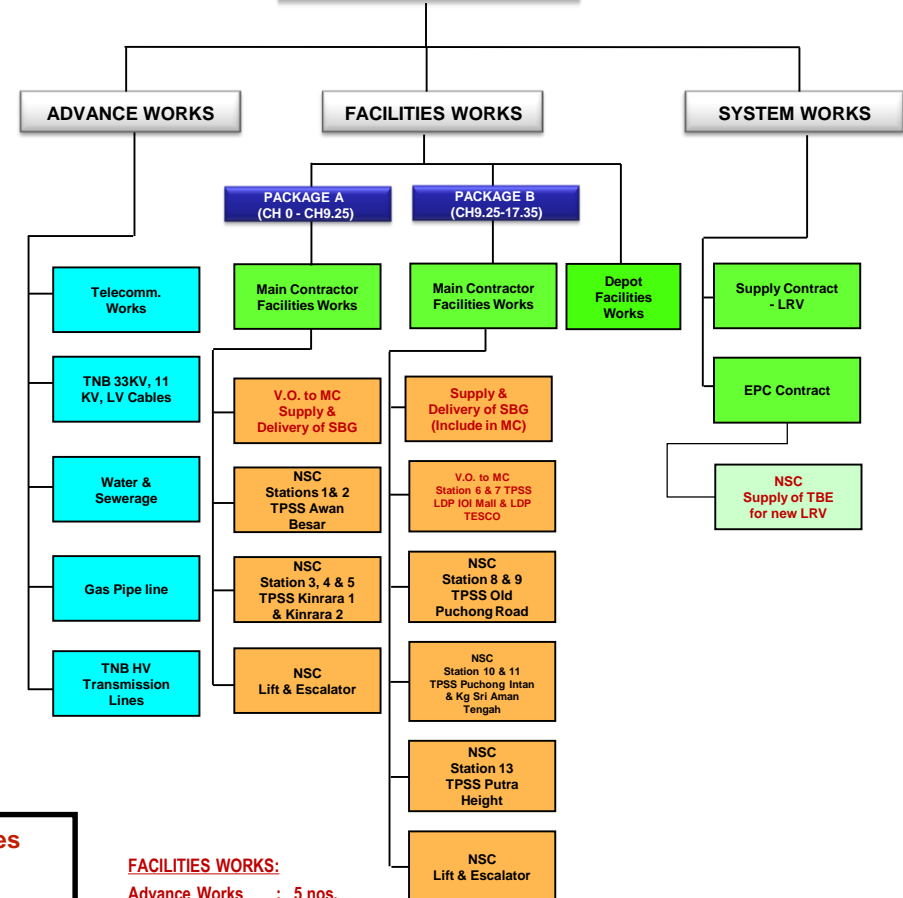 ADVANCE WORKS
FACILITIES WORKS
SYSTEM WORKS
PACKAGE A
(CH 0 - CH9.25)
PACKAGE B
(CH9.25-17.35)
Telecomm.
Works
TNB 33KV, 11
KV, LV Cables
Water &
Sewerage
Gas Pipe line
TNB HV
Transmission
Lines
Main Contractor
Facilities Works
V.O. to MC
Supply &
Delivery of SBG
NSC
Stations 1& 2
TPSS Awan
Besar
NSC
Station 3, 4 & 5
TPSS Kinrara 1
& Kinrara 2
NSC
Lift & Escalator
Main Contractor
Facilities Works
Supply &
Delivery of SBG
(Include in MC)
V.O. to MC
Station 6 & 7 TPSS
LDP IOI Mall & LDP
TESCO
NSC
Station 8 & 9
TPSS Old
Puchong Road
NSC
Station 10 & 11
TPSS Puchong Intan
& Kg Sri Aman
Tengah
NSC
Station 13
TPSS Putra
Height
NSC
Lift & Escalator
Depot
Facilities
Works
Supply Contract
- LRV
EPC Contract
NSC
Supply of TBE
for new LRV
es
FACILITIES WORKS:
Advance Works : 5 nos.